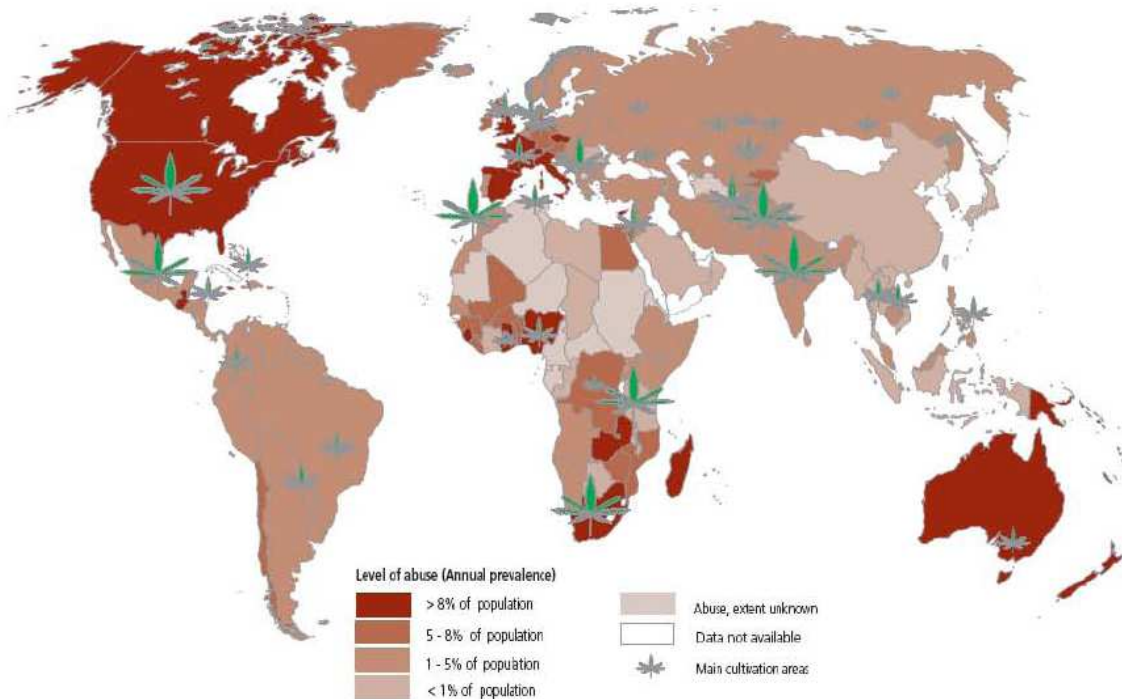 Level of abuse (Annual prevalence)
> 8% of population
5 - 8% of population
1 - 5% of population
< 1% of population
Abuse, extent unknown
Data not available
Main cultivation areas